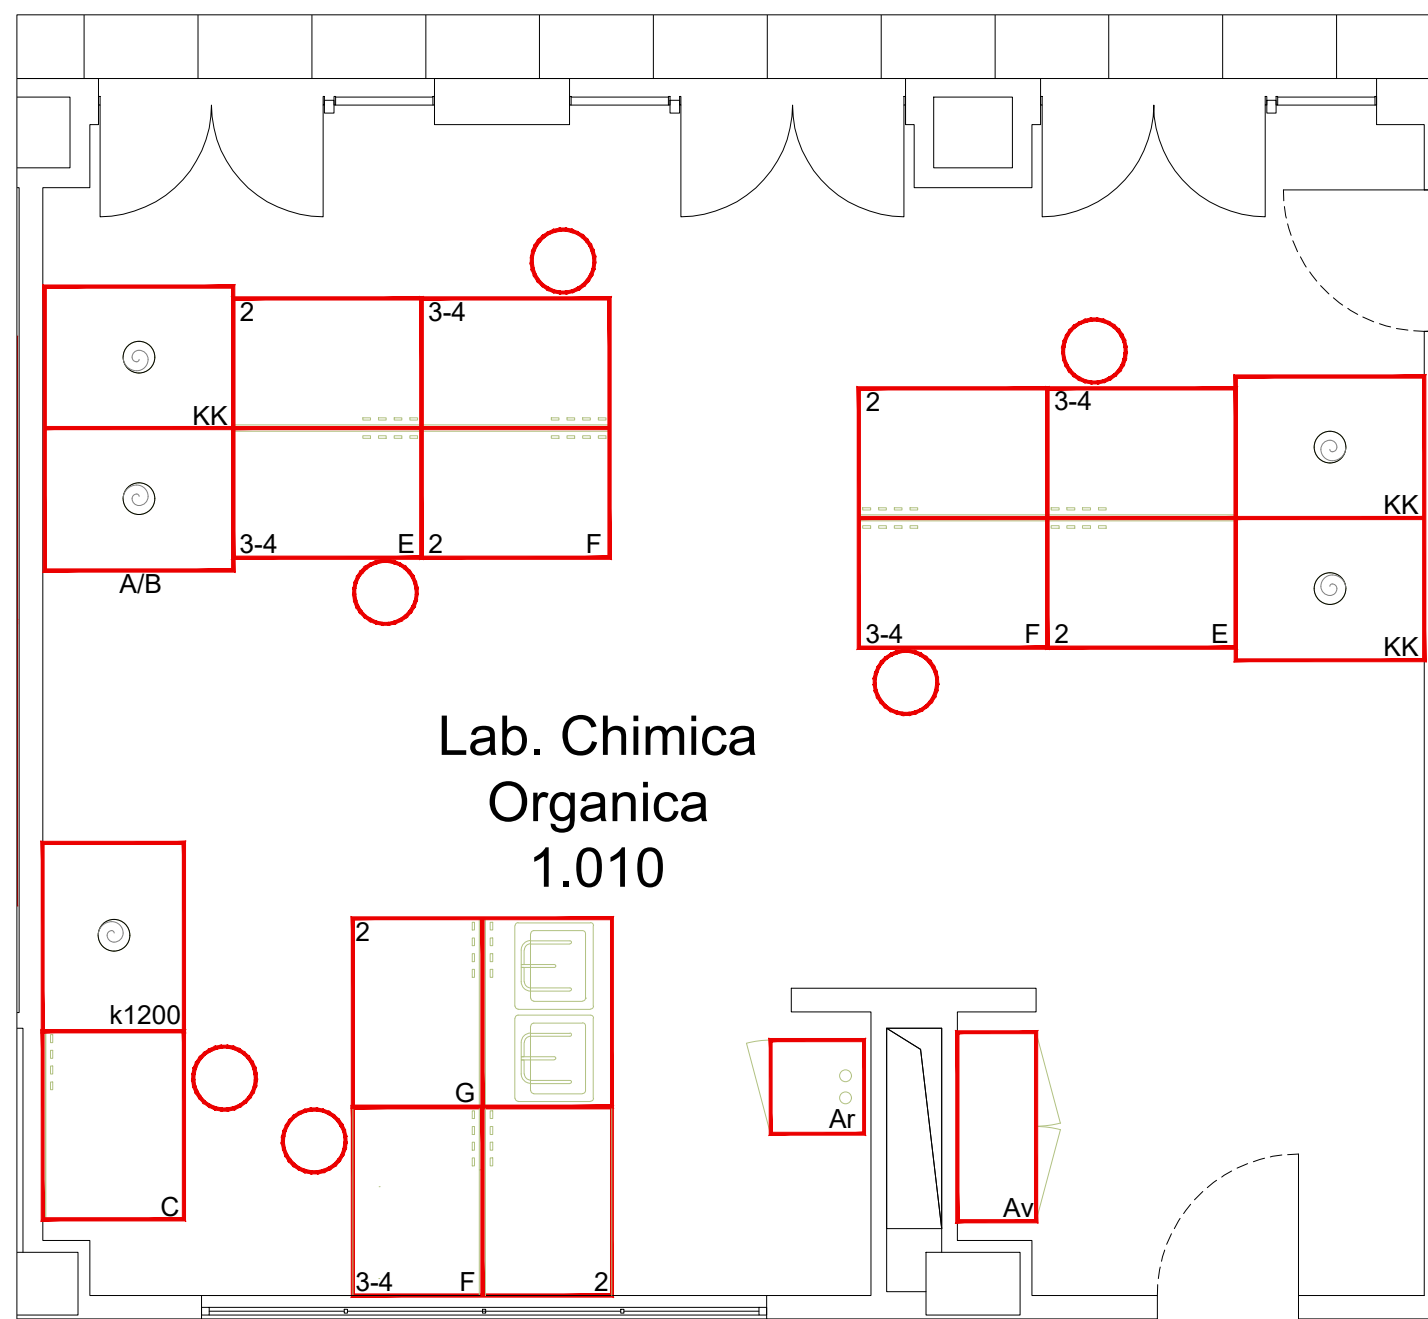 2 3-4
KK
2 3-4
3-4 E 2 F
A/B
KK
3-4 F 2 E
KK
Lab. Chimica
Organica
1.010
2
k1200
G
Ar
C
Av
3-4 F 2